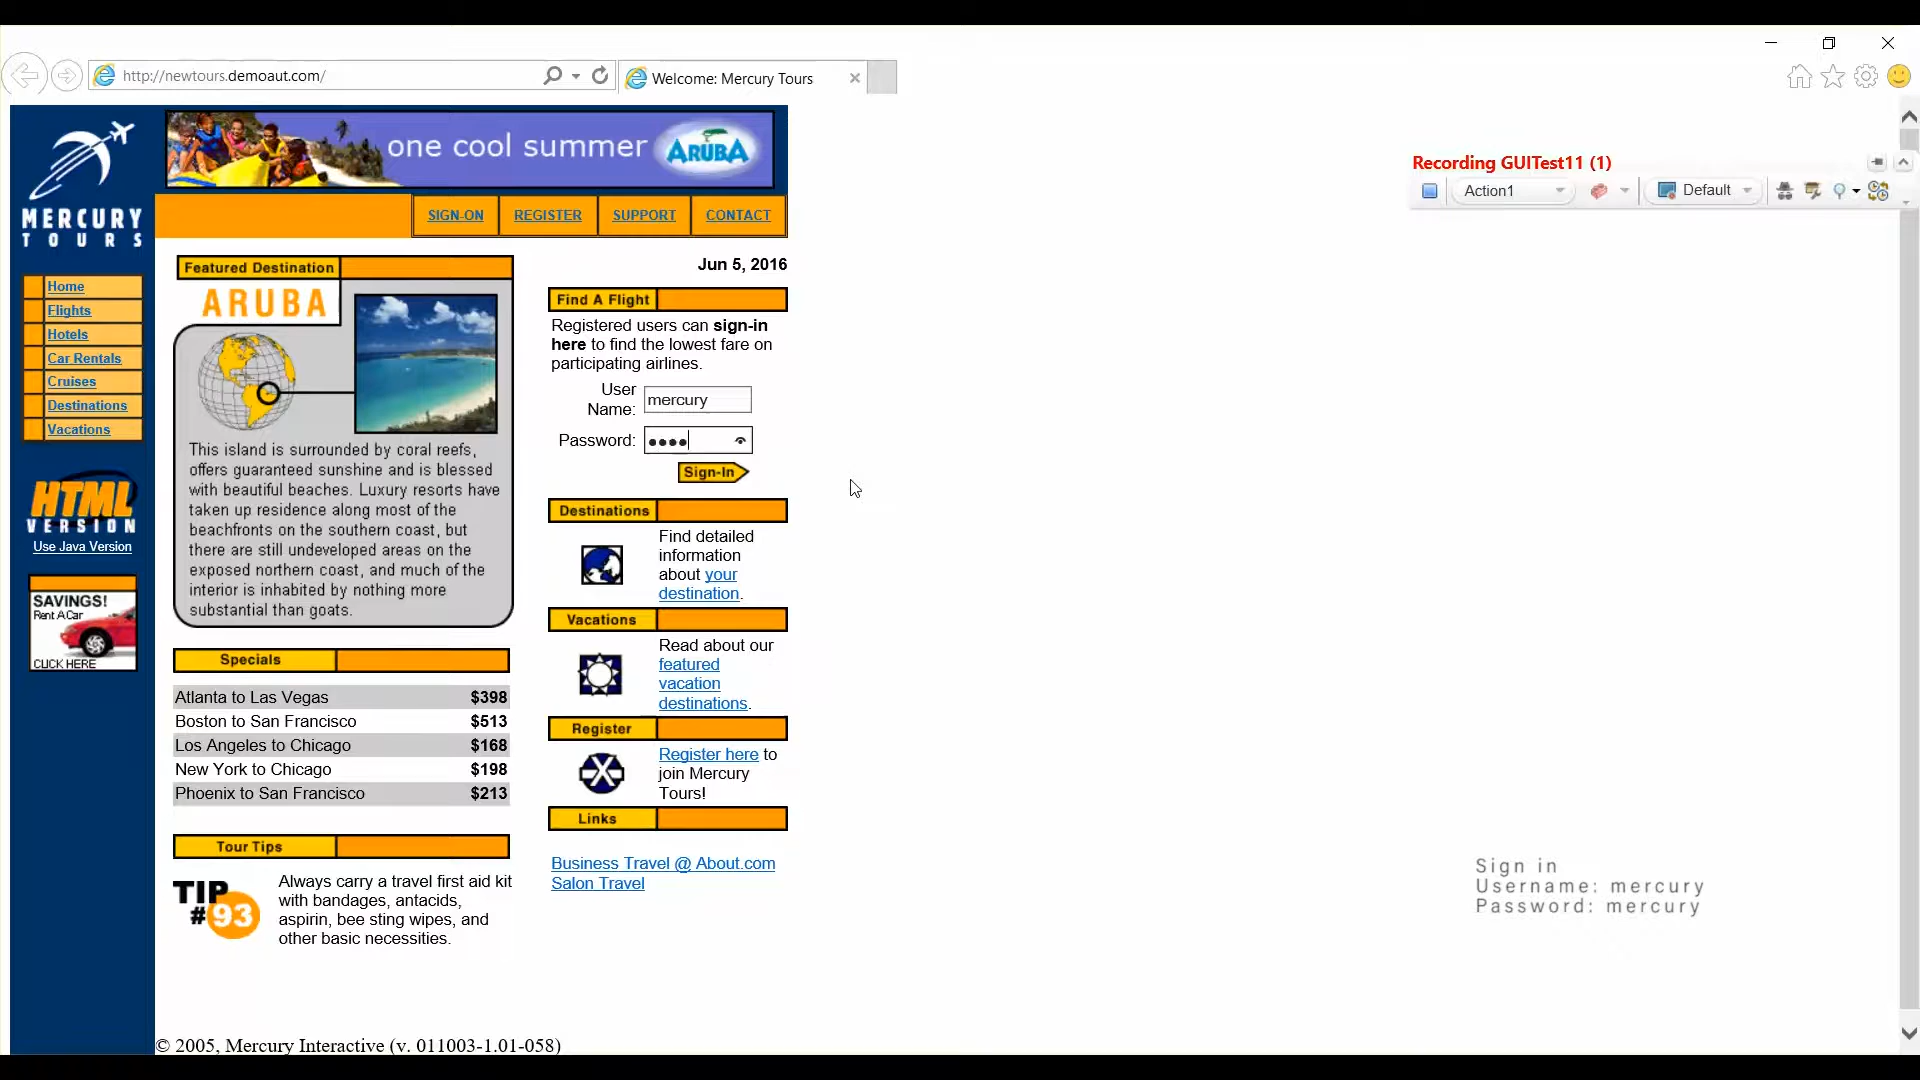 http://newtours.demoaut.com/
Welcome: Mercury Tours
Recording GUITest11 (1)
Action1
Default
MERCURY
TOURS
one cool summer
ARUBA
SIGN-ON
REGISTER
SUPPORT
CONTACT
Home
Flights
Hotels
Car Rentals
Cruises
Destinations
Vacations
HTML
VERSION
Use Java Version
SAVINGS!
Rent A Car
CLICK HERE
Featured Destination
ARUBA
This island is surrounded by coral reefs,
offers guaranteed sunshine and is blessed
with beautiful beaches. Luxury resorts have
taken up residence along most of the
beachfronts on the southern coast, but
there are still undeveloped areas on the
exposed northern coast, and much of the
interior is inhabited by nothing more
substantial than goats.
Specials
Atlanta to Las Vegas $398
Boston to San Francisco $513
Los Angeles to Chicago $168
New York to Chicago $198
Phoenix to San Francisco $213
Tour Tips
TIP
#93
Always carry a travel first aid kit
with bandages, antacids,
aspirin, bee sting wipes, and
other basic necessities.
Jun 5, 2016
Find A Flight
Registered users can sign-in
here to find the lowest fare on
participating airlines.
User
Name:
mercury
Password: ●●●●
Sign-In
Destinations
Find detailed
information
about your
destination.
Vacations
Read about our
featured
vacation
destinations.
Register
Register here to
join Mercury
Tours!
Links
Business Travel @ About.com
Salon Travel
Sign in
Username: mercury
Password: mercury
© 2005, Mercury Interactive (v. 011003-1.01-058)